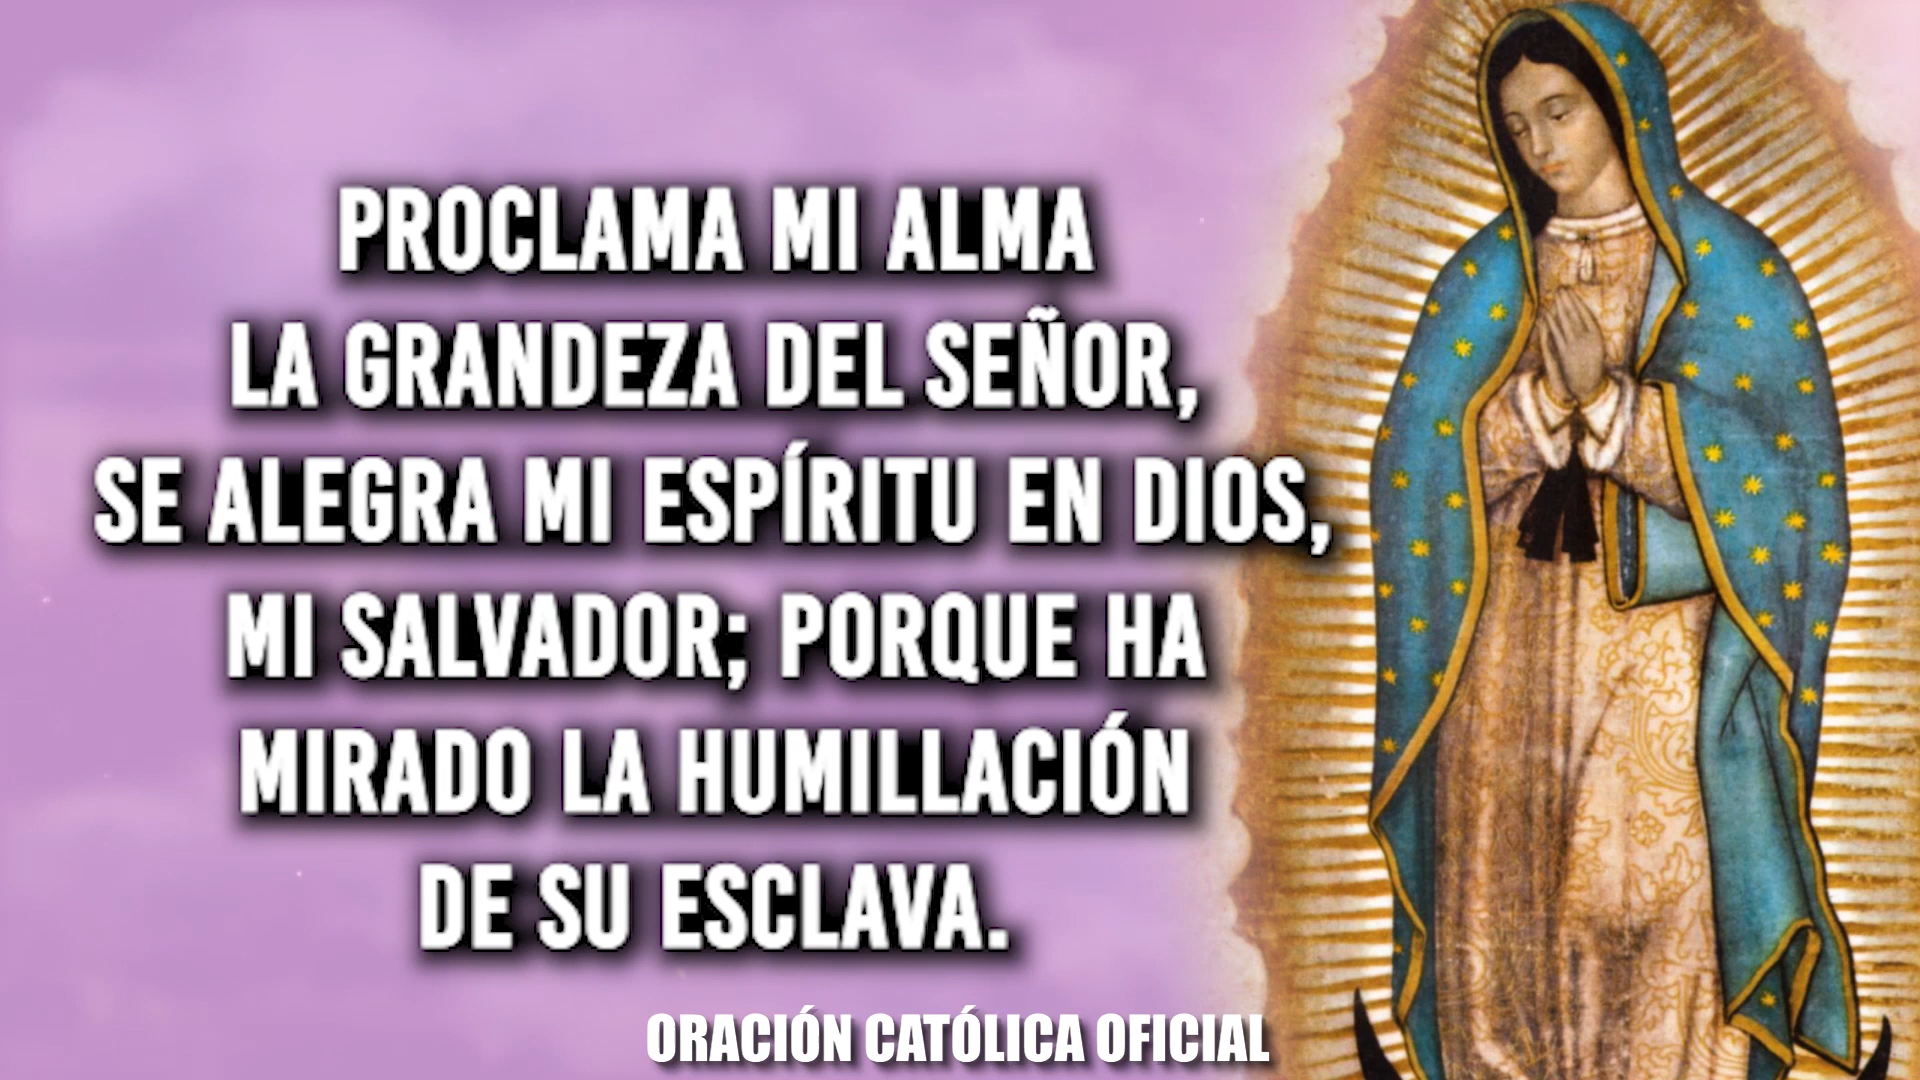 PROCLAMA MI ALMA
LA GRANDEZA DEL SEÑOR,
SE ALEGRA MI ESPÍRITU EN DIOS,
MI SALVADOR; PORQUE HA
MIRADO LA HUMILLACIÓN
DE SU ESCLAVA.
ORACIÓN CATÓLICA OFICIAL